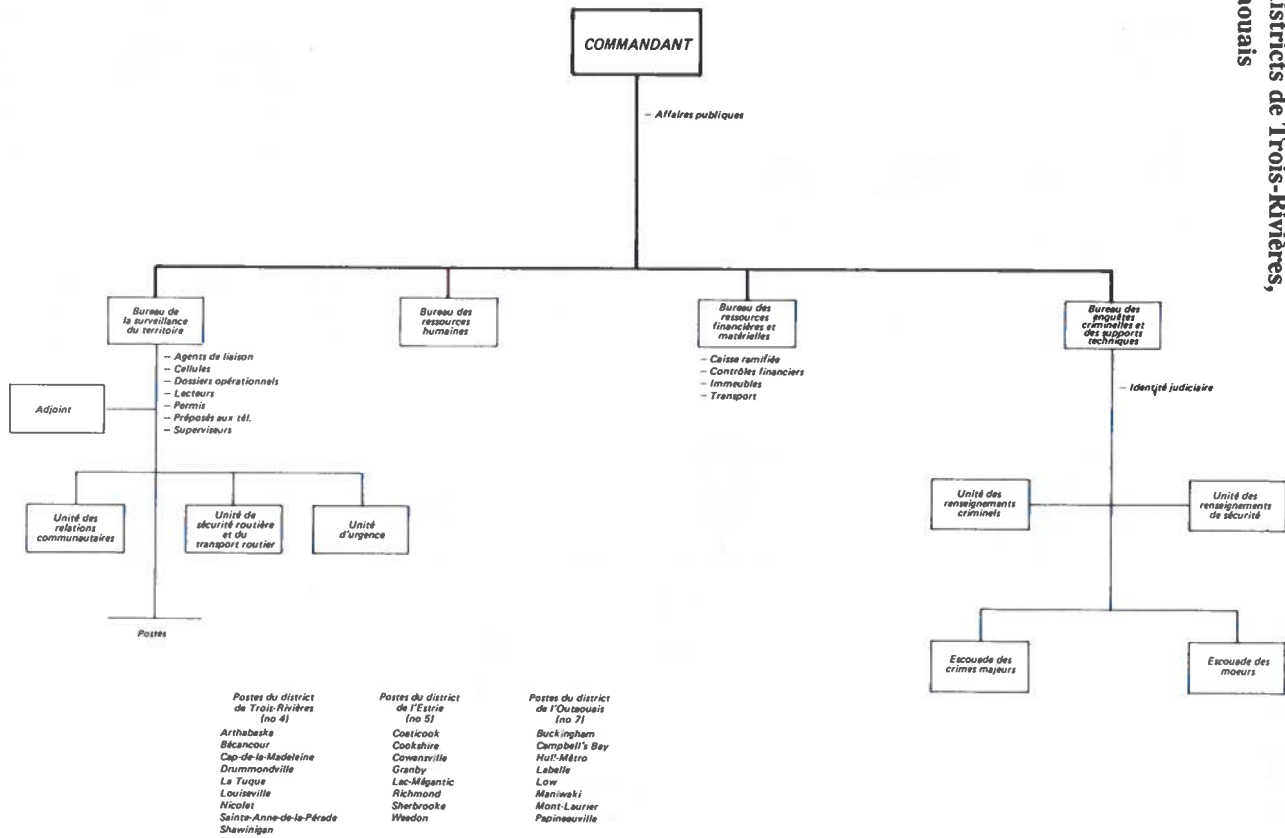 istricts de Trois-Rivières,
aouais
COMMANDANT
– Affaires publiques
Bureau de
la surveillance
du territoire
Bureau des
ressources
humaines
Bureau des
ressources
financières et
matérielles
Bureau des
enquêtes
criminelles et
des supports
techniques
– Agents de liaison
– Cellules
– Dossiers opérationnels
– Lecteurs
– Permis
– Préposés aux tél.
– Superviseurs
– Caisse ramifiée
– Contrôles financiers
– Immeubles
– Transport
– Identité judiciaire
Adjoint
Unité des
relations
communautaires
Unité de
sécurité routière
et du
transport routier
Unité
d'urgence
Unité des
renseignements
criminels
Unité des
renseignements
de sécurité
Postes
Escouade des
crimes majeurs
Escouade des
moeurs
Postes du district
de Trois-Rivières
(no 4)
Arthabaska
Bécancour
Cap-de-la-Madeleine
Drummondville
La Tuque
Louiseville
Nicolet
Sainte-Anne-de-la-Pérade
Shawinigan
Postes du district
de l'Estrie
(no 5)
Coaticook
Cookshire
Cowansville
Granby
Lac-Mégantic
Richmond
Sherbrooke
Weedon
Postes du district
de l'Outaouais
(no 7)
Buckingham
Campbell's Bay
Hull-Métro
Labelle
Low
Maniwaki
Mont-Laurier
Papineauville